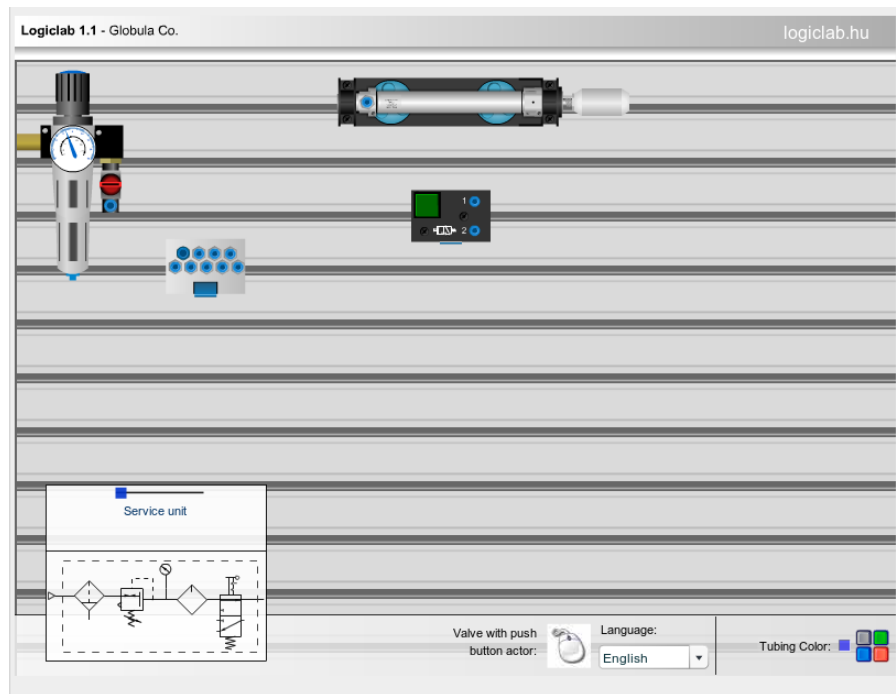 Logiclab 1.1 - Globula Co.
logiclab.hu
1
2
Service unit
Valve with push
button actor:
Language:
English
Tubing Color: